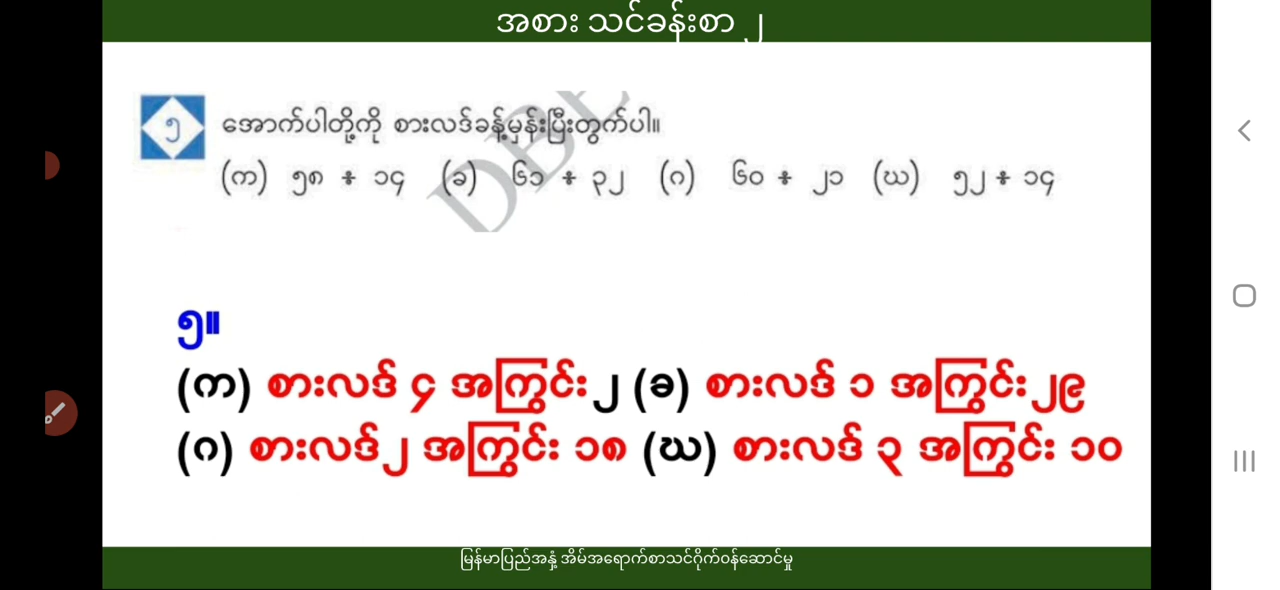 အစား သင်ခန်းစာ ၂
၅ အောက်ပါတို့ကို စားလဒ်ခန့်မှန်းပြီးတွက်ပါ။
(က) ၅၈ ÷ ၁၄ (ခ) ၆၁ ÷ ၃၂ (ဂ) ၆၀ ÷ ၂၁ (ဃ) ၅၂ ÷ ၁၄
DBE
၅။
(က) စားလဒ် ၄ အကြွင်း ၂ (ခ) စားလဒ် ၁ အကြွင်း ၂၉
(ဂ) စားလဒ် ၂ အကြွင်း ၁၈ (ဃ) စားလဒ် ၃ အကြွင်း ၁၀
မြန်မာပြည်အနှံ့ အိမ်အရောက်စာသင်ဂိုက်ဝန်ဆောင်မှု